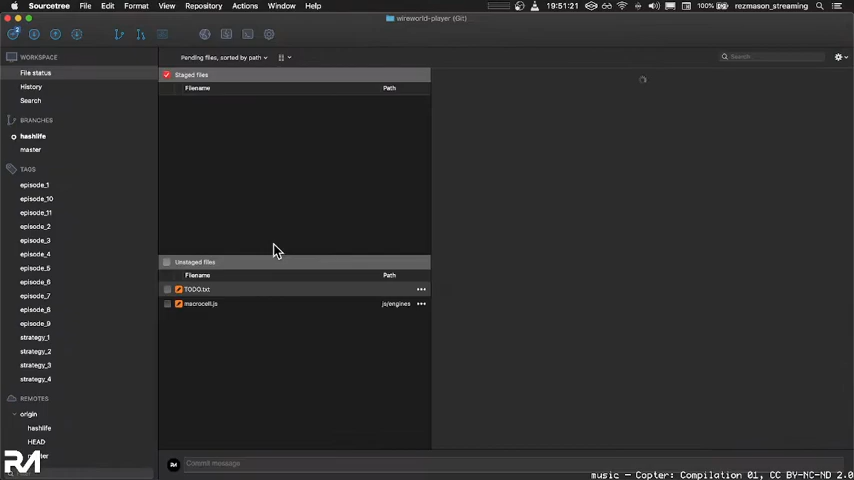 Sourcetree File Edit Format View Repository Actions Window Help 100% 19:51:21 rezmason_streaming
wireworld-player (Git)
2
WORKSPACE
Pending files, sorted by path
Search
File status
Staged files
History
Filename Path
Search
BRANCHES
hashlife
master
TAGS
episode_1
episode_10
episode_11
episode_2
episode_3
episode_4
episode_5
Unstaged files
episode_6
Filename Path
episode_7
TODO.txt
episode_8
macrocell.js js/engines
episode_9
strategy_1
strategy_2
strategy_3
strategy_4
REMOTES
origin
hashlife
HEAD
RM
Commit message
music – Copter: Compilation 01, CC BY-NC-ND 2.0